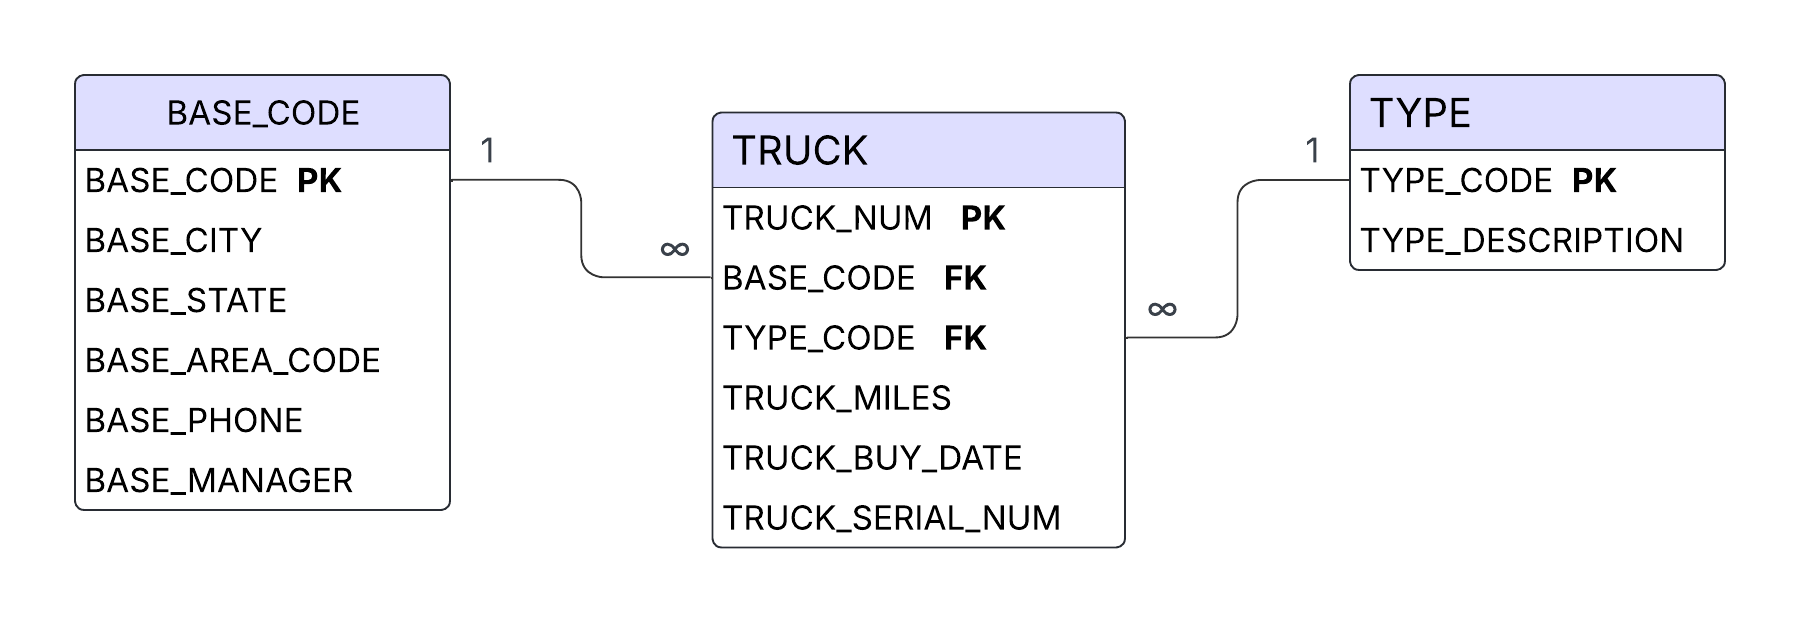 BASE_CODE
BASE_CODE PK
BASE_CITY
BASE_STATE
BASE_AREA_CODE
BASE_PHONE
BASE_MANAGER
1
∞
TRUCK
TRUCK_NUM PK
BASE_CODE FK
TYPE_CODE FK
TRUCK_MILES
TRUCK_BUY_DATE
TRUCK_SERIAL_NUM
∞
1
TYPE
TYPE_CODE PK
TYPE_DESCRIPTION